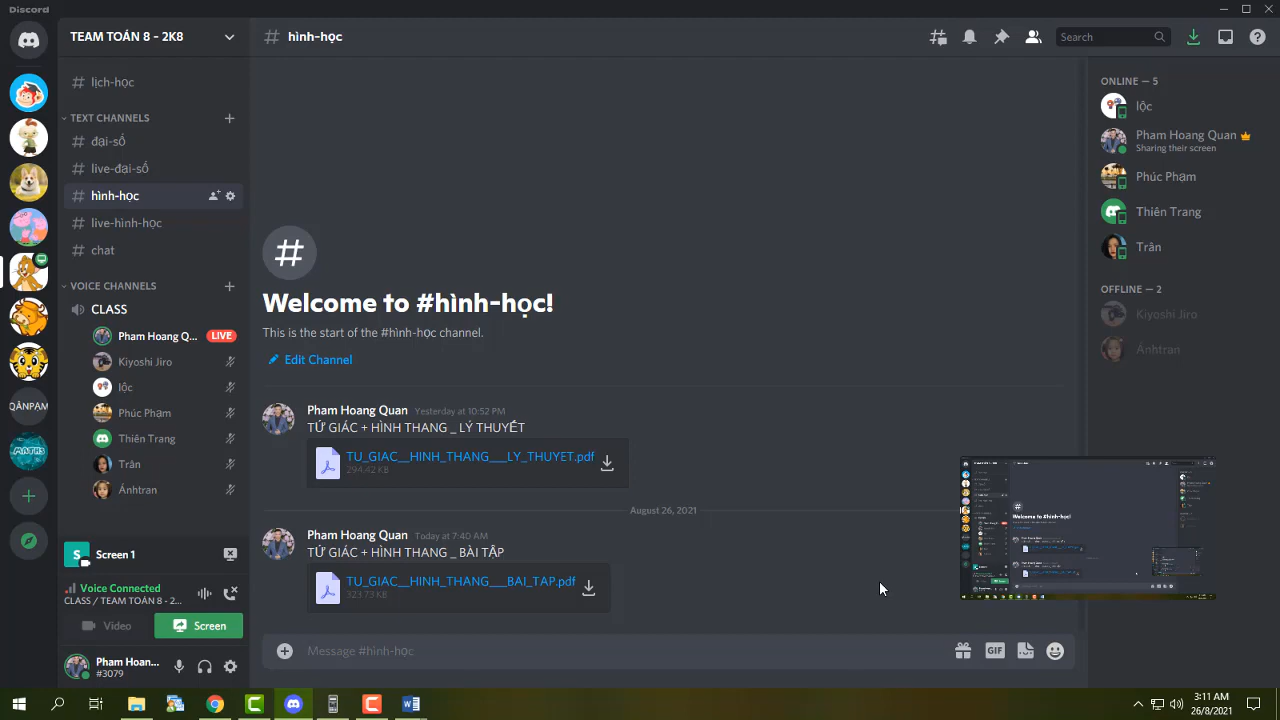 Discord
TEAM TOÁN 8 - 2K8
# hình-học
Search
# lịch-học
TEXT CHANNELS
# đại-số
# live-đại-số
# hình-học
# live-hình-học
# chat
VOICE CHANNELS
CLASS
Pham Hoang Q... LIVE
Kiyoshi Jiro
lộc
Phúc Phạm
Thiên Trang
Trân
Ánhtran
Screen 1
Voice Connected
CLASS / TEAM TOÁN 8 - 2...
Video
Screen
Pham Hoan...
#3079
QÂNPẠM
MATHS
S
#
Welcome to #hình-học!
This is the start of the #hình-học channel.
Edit Channel
Pham Hoang Quan Yesterday at 10:52 PM
TỨ GIÁC + HÌNH THANG _ LÝ THUYẾT
TU_GIAC__HINH_THANG___LY_THUYET.pdf
294.42 KB
August 26, 2021
Pham Hoang Quan Today at 7:40 AM
TỨ GIÁC + HÌNH THANG _ BÀI TẬP
TU_GIAC__HINH_THANG___BAI_TAP.pdf
323.73 KB
Message #hình-học
GIF
ONLINE — 5
lộc
Pham Hoang Quan
Sharing their screen
Phúc Phạm
Thiên Trang
Trân
OFFLINE — 2
Kiyoshi Jiro
Ánhtran
Welcome to #hình-học!
3:11 AM
26/8/2021